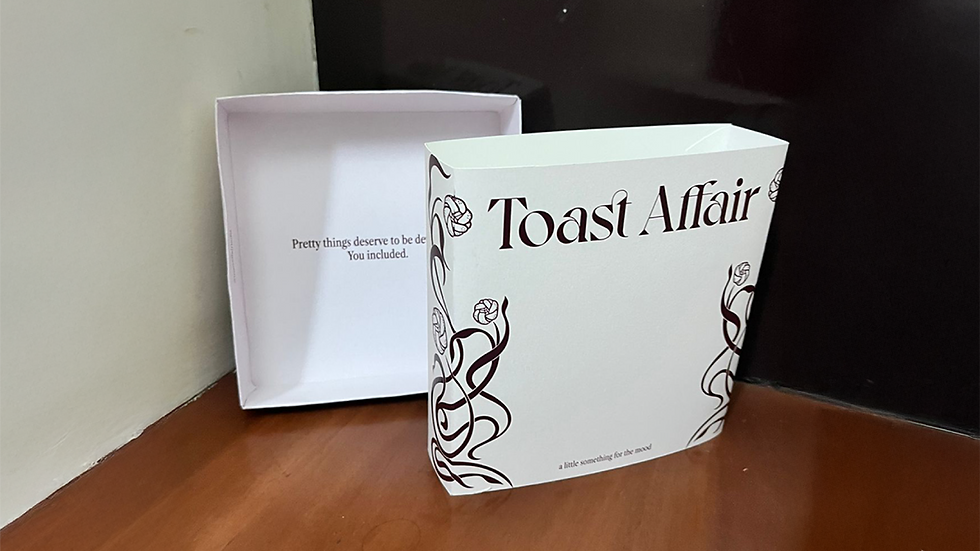 Toast Affair
a little something for the mood
Pretty things deserve to be
You included.